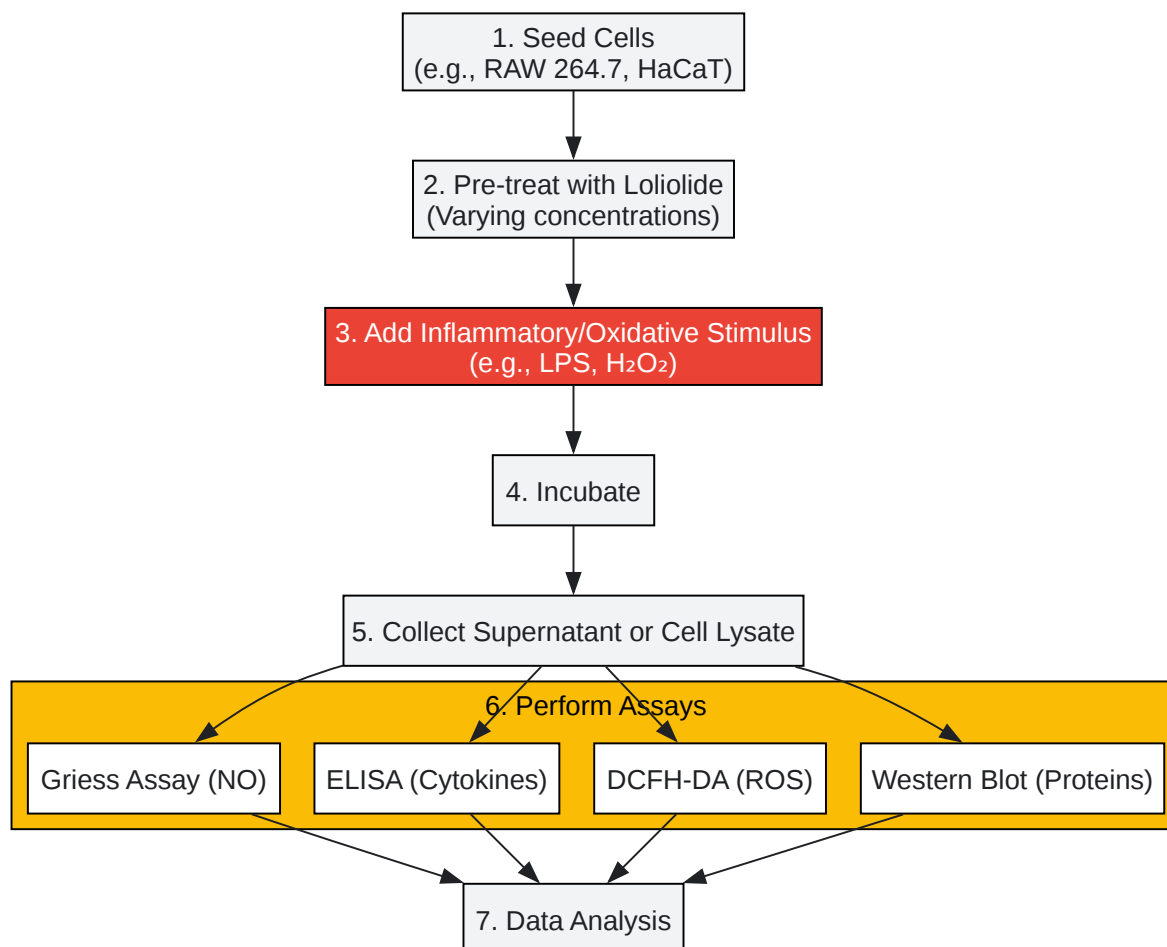 1. Seed Cells
(e.g., RAW 264.7, HaCaT)
2. Pre-treat with Loliolide
(Varying concentrations)
3. Add Inflammatory/Oxidative Stimulus
(e.g., LPS, H₂O₂)
4. Incubate
5. Collect Supernatant or Cell Lysate
6. Perform Assays
Griess Assay (NO)
ELISA (Cytokines)
DCFH-DA (ROS)
Western Blot (Proteins)
7. Data Analysis